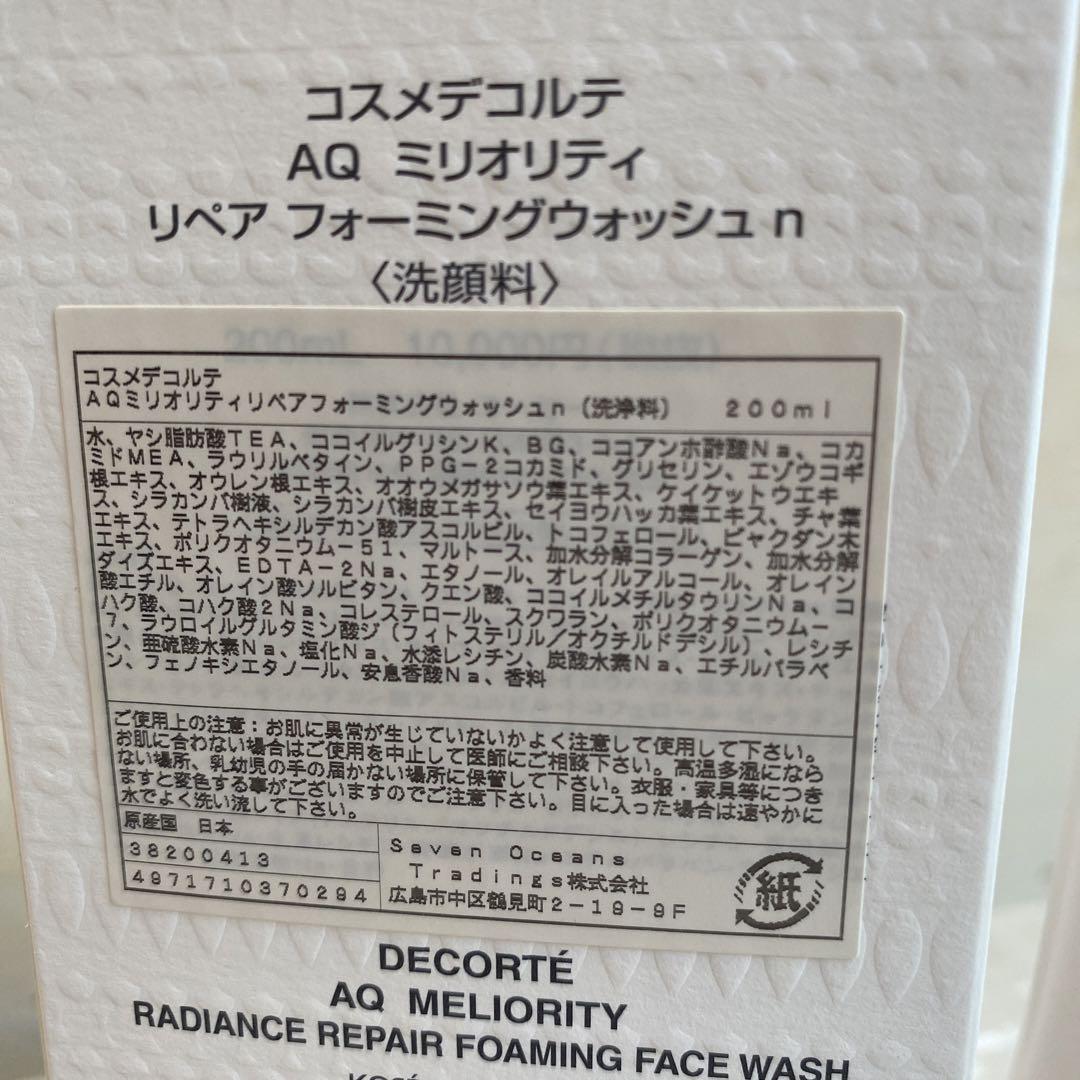 コスメデコルテ
AQ ミリオリティ
リペア フォーミングウォッシュ n
〈洗顔料〉
コスメデコルテ
AQミリオリティリペアフォーミングウォッシュn（洗浄料） 200ml
水、ヤシ脂肪酸TEA、ココイルグリシンK、BG、ココアンホ酢酸Na、コカ
ミドMEA、ラウリルベタイン、PPG-2コカミド、グリセリン、エゾウコギ
根エキス、オウレン根エキス、オオウメガサソウ葉エキス、ケイケットウエキ
ス、シラカンバ樹液、シラカンバ樹皮エキス、セイヨウハッカ葉エキス、チャ葉
エキス、テトラヘキシルデカン酸アスコルビル、トコフェロール、ビャクダン木
エキス、ポリクオタニウム-51、マルトース、加水分解コラーゲン、加水分解
ダイズエキス、EDTA-2Na、エタノール、オレイルアルコール、オレイン
酸エチル、オレイン酸ソルビタン、クエン酸、ココイルメチルタウリンNa、コ
ハク酸、コハク酸2Na、コレステロール、スクワラン、ポリクオタニウム-
7、ラウロイルグルタミン酸ジ（フィトステリル／オクチルドデシル）、レシチ
ン、亜硫酸水素Na、塩化Na、水添レシチン、炭酸水素Na、エチルパラベ
ン、フェノキシエタノール、安息香酸Na、香料
ご使用上の注意：お肌に異常が生じていないかよく注意して使用して下さい。
お肌に合わない場合はご使用を中止して医師にご相談下さい。高温多湿になら
ない場所、乳幼児の手の届かない場所に保管して下さい。衣服・家具等につき
ますと変色する事がございますのでご注意下さい。目に入った場合は速やかに
水でよく洗い流して下さい。
原産国 日本
38200413
4971710370294
Seven Oceans
Tradings株式会社
広島市中区鶴見町2-19-9F
紙
DECORTÉ
AQ MELIORITY
RADIANCE REPAIR FOAMING FACE WASH